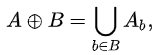 A ⊕ B = ⋃_{b∈B} A_b,